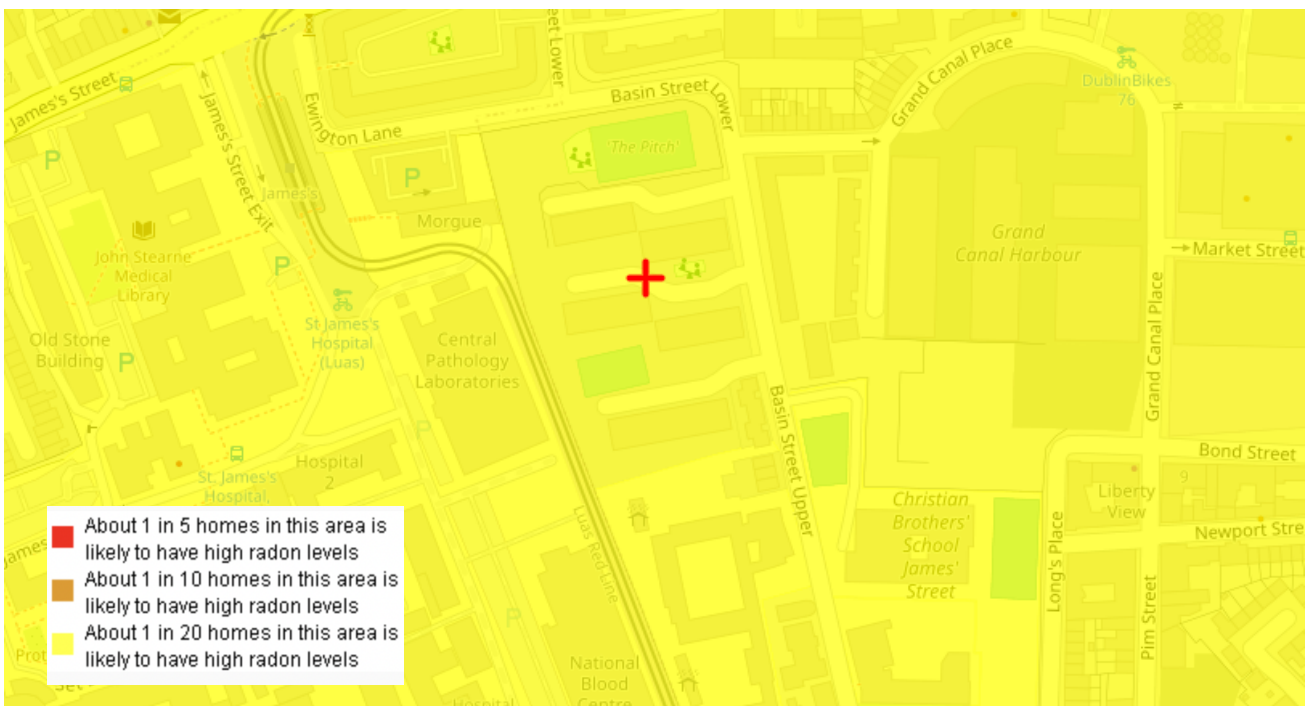 James's Street
James's Street Exit
Ewington Lane
Basin Street
Lower
eet Lower
Grand Canal Place
DublinBikes
76
'The Pitch'
P
P
James's
Morgue
John Stearne
Medical
Library
P
Grand
Canal Harbour
Market Street
St James's
Hospital
(Luas)
Old Stone
Building
P
Central
Pathology
Laboratories
Grand Canal Place
Basin Street Upper
P
Bond Street
Hospital
2
St. James's
Hospital,
Christian
Brothers'
School
James'
Street
Liberty
View
9
Newport Stre
Luas Red Line
Long's Place
Pim Street
P
James
Prot
National
Blood
Centre
Hospital
About 1 in 5 homes in this area is
likely to have high radon levels
About 1 in 10 homes in this area is
likely to have high radon levels
About 1 in 20 homes in this area is
likely to have high radon levels